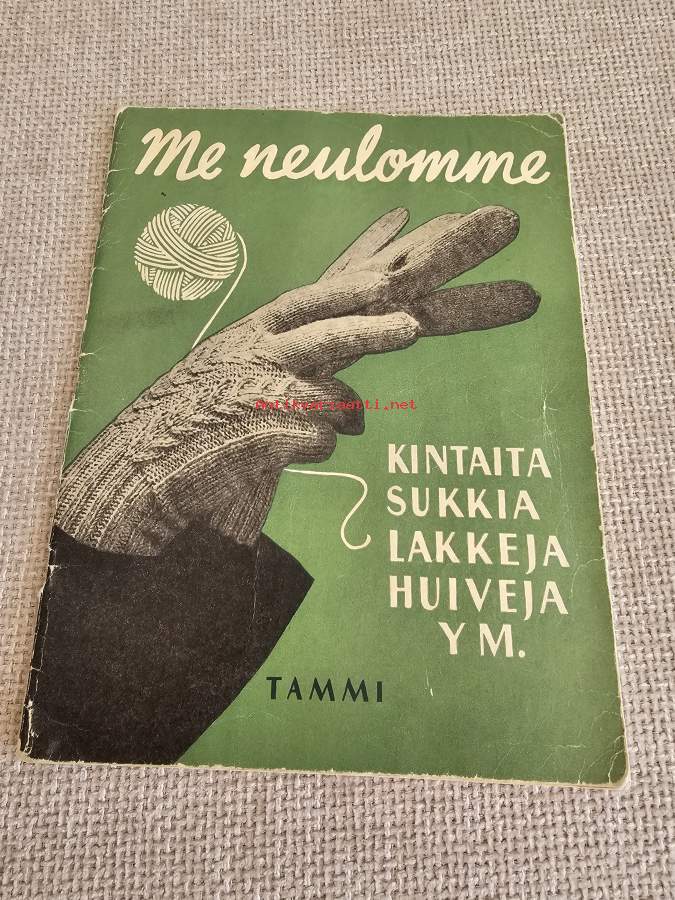 Me neulomme
Antikvariaatti.net
KINTAITA
SUKKIA
LAKKEJA
HUIVEJA
YM.
TAMMI